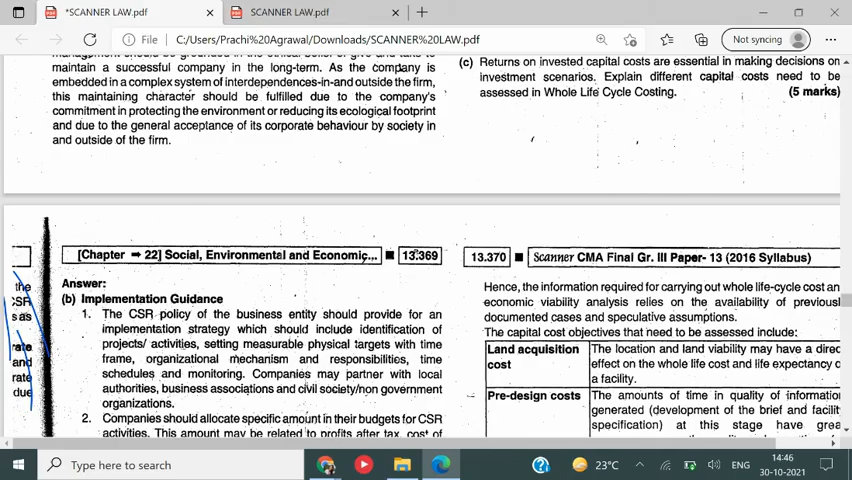 *SCANNER LAW.pdf
SCANNER LAW.pdf
File
C:/Users/Prachi%20Agrawal/Downloads/SCANNER%20LAW.pdf
Not syncing
maintain a successful company in the long-term. As the company is
embedded in a complex system of interdependences-in-and outside the firm,
this maintaining character should be fulfilled due to the company's
commitment in protecting the environment or reducing its ecological footprint
and due to the general acceptance of its corporate behaviour by society in
and outside of the firm.
(c) Returns on invested capital costs are essential in making decisions on
investment scenarios. Explain different capital costs need to be
assessed in Whole Life Cycle Costing. (5 marks)
the
CSR
s as
rate
and
rate
due
[Chapter ➡ 22] Social, Environmental and Economic... ■ 13.369
Answer:
(b) Implementation Guidance
1. The CSR policy of the business entity should provide for an
implementation strategy which should include identification of
projects/ activities, setting measurable physical targets with time
frame, organizational mechanism and responsibilities, time
schedules and monitoring. Companies may partner with local
authorities, business associations and civil society/non government
organizations.
2. Companies should allocate specific amount in their budgets for CSR
activities. This amount may be related to profits after tax, cost of
13.370 ■ Scanner CMA Final Gr. III Paper- 13 (2016 Syllabus)
Hence, the information required for carrying out whole life-cycle cost an
economic viability analysis relies on the availability of previousl
documented cases and speculative assumptions.
The capital cost objectives that need to be assessed include:
Land acquisition cost
The location and land viability may have a direc
effect on the whole life cost and life expectancy o
a facility.
Pre-design costs
The amounts of time in quality of information
generated (development of the brief and facility
specification) at this stage have grea
Type here to search
23°C
ENG
14:46
30-10-2021